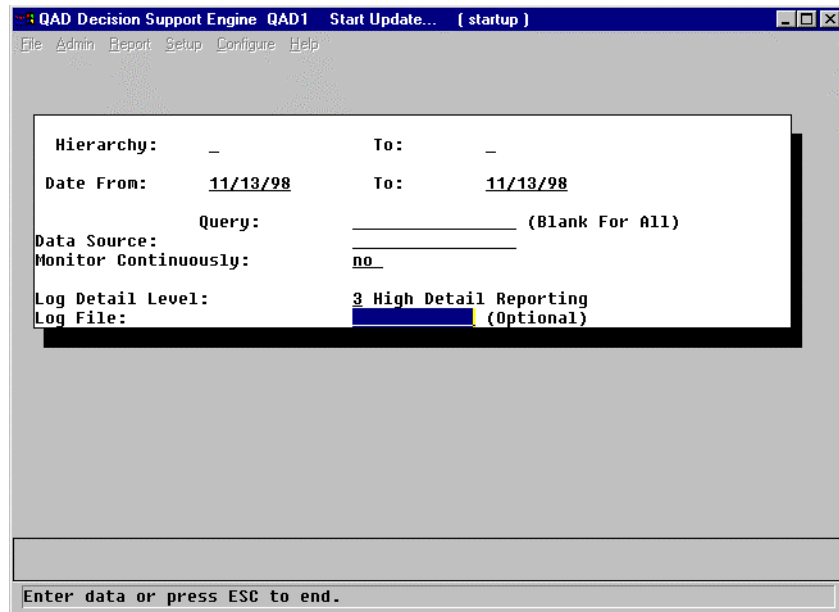 QAD Decision Support Engine QAD1 Start Update... ( startup )
File Admin Report Setup Configure Help
Hierarchy: _ To: _
Date From: 11/13/98 To: 11/13/98
Query: (Blank For All)
Data Source:
Monitor Continuously: no
Log Detail Level: 3 High Detail Reporting
Log File: (Optional)
Enter data or press ESC to end.